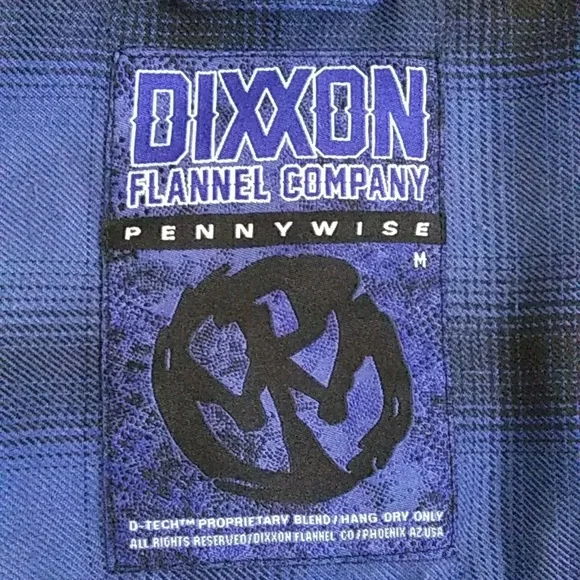 DIXXON
FLANNEL COMPANY
PENNYWISE
M
D-TECH™ PROPRIETARY BLEND/HANG DRY ONLY
ALL RIGHTS RESERVED/DIXXON FLANNEL CO/PHOENIX AZ USA